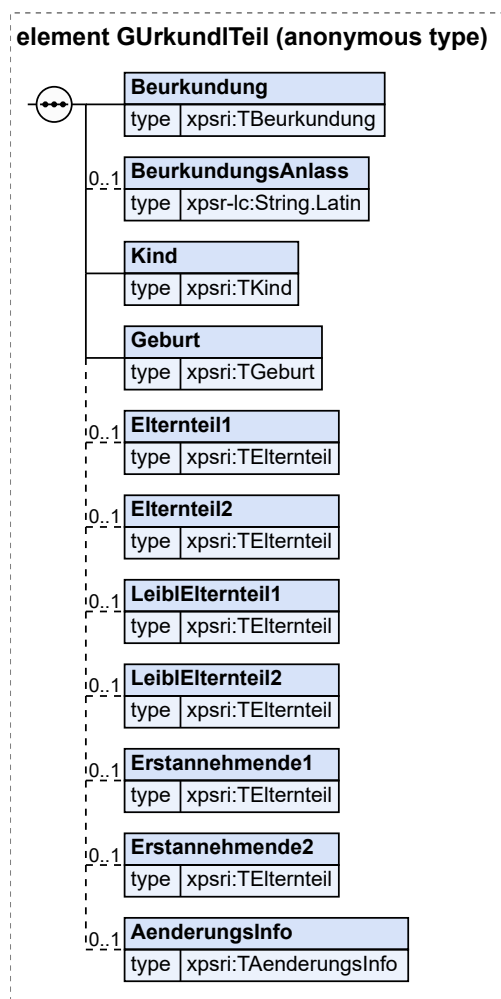 element GUrkundlTeil (anonymous type)
Beurkundung
type xpsri:TBeurkundung
0..1
BeurkundungsAnlass
type xpsr-lc:String.Latin
Kind
type xpsri:TKind
Geburt
type xpsri:TGeburt
0..1
Elternteil1
type xpsri:TElternteil
0..1
Elternteil2
type xpsri:TElternteil
0..1
LeiblElternteil1
type xpsri:TElternteil
0..1
LeiblElternteil2
type xpsri:TElternteil
0..1
Erstannehmende1
type xpsri:TElternteil
0..1
Erstannehmende2
type xpsri:TElternteil
0..1
AenderungsInfo
type xpsri:TAenderungsInfo